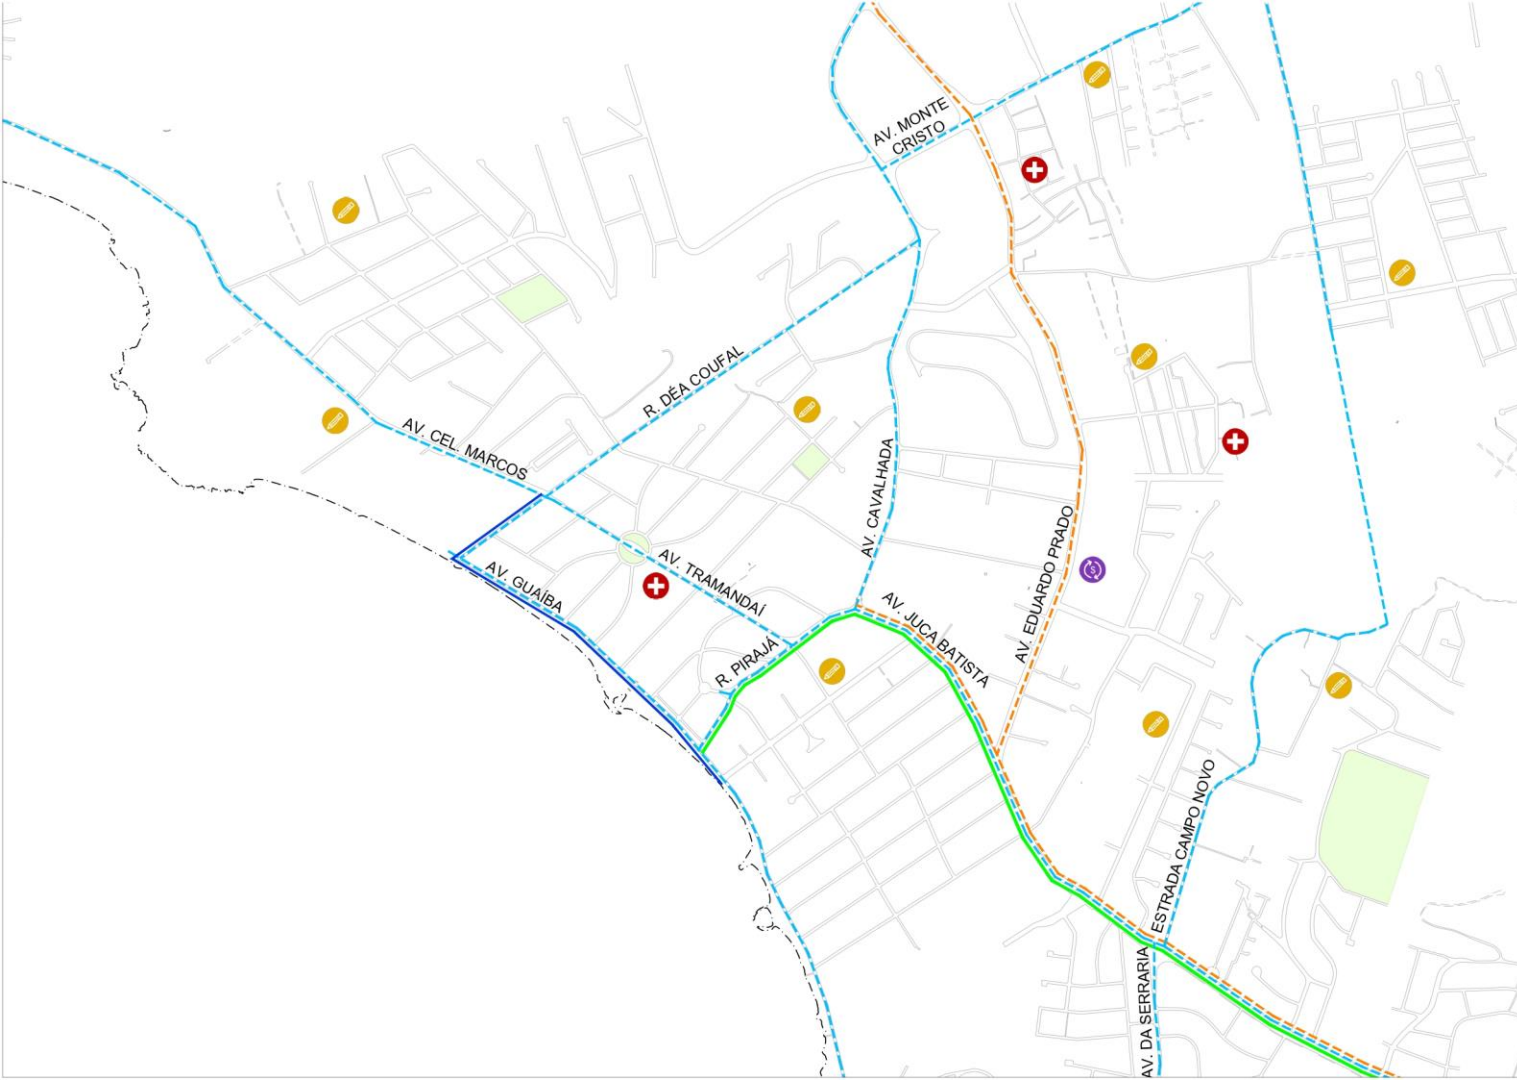 AV. MONTE
CRISTO
R. DÉA COUFAL
AV. CEL. MARCOS
AV. CAVALHADA
AV. EDUARDO PRADO
AV. TRAMANDAÍ
AV. GUAÍBA
AV. JUCA BATISTA
R. PIRAJÁ
ESTRADA CAMPO NOVO
AV. DA SERRARIA